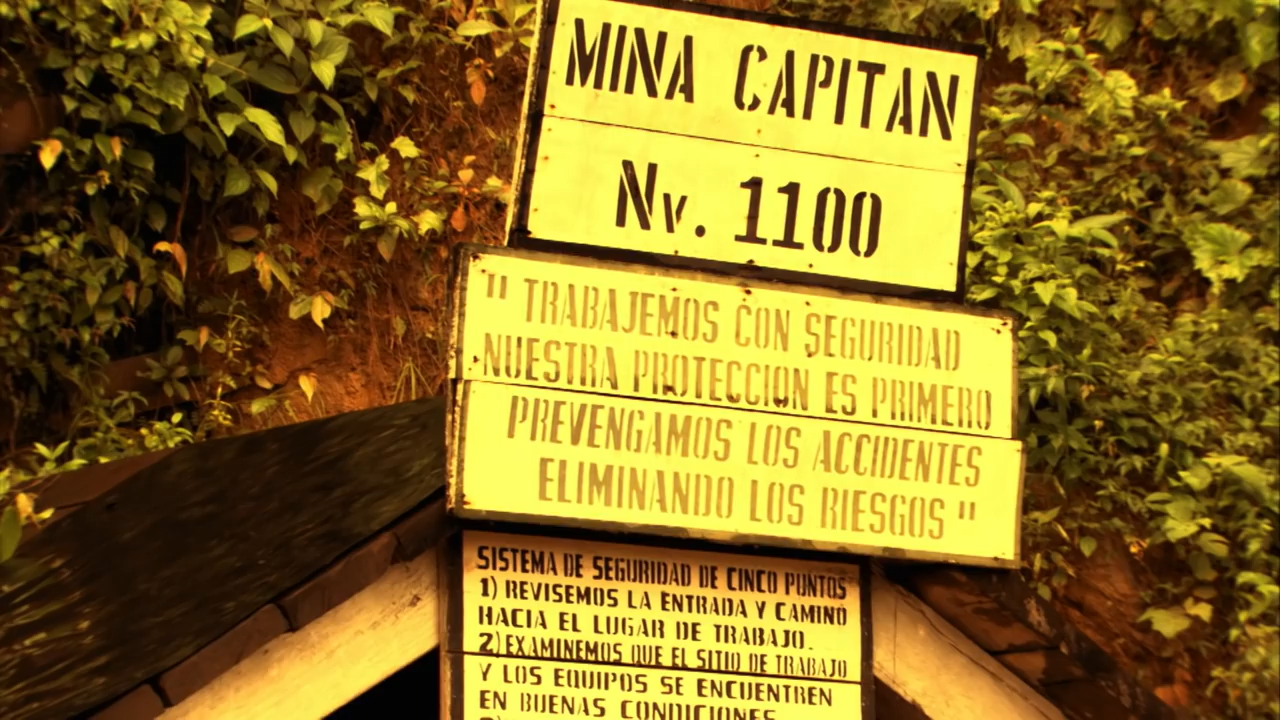 MINA CAPITAN
Nv. 1100
" TRABAJEMOS CON SEGURIDAD
NUESTRA PROTECCION ES PRIMERO
PREVENGAMOS LOS ACCIDENTES
ELIMINANDO LOS RIESGOS "
SISTEMA DE SEGURIDAD DE CINCO PUNTOS
1) REVISEMOS LA ENTRADA Y CAMINO
HACIA EL LUGAR DE TRABAJO.
2) EXAMINEMOS QUE EL SITIO DE TRABAJO
Y LOS EQUIPOS SE ENCUENTREN
EN BUENAS CONDICIONES